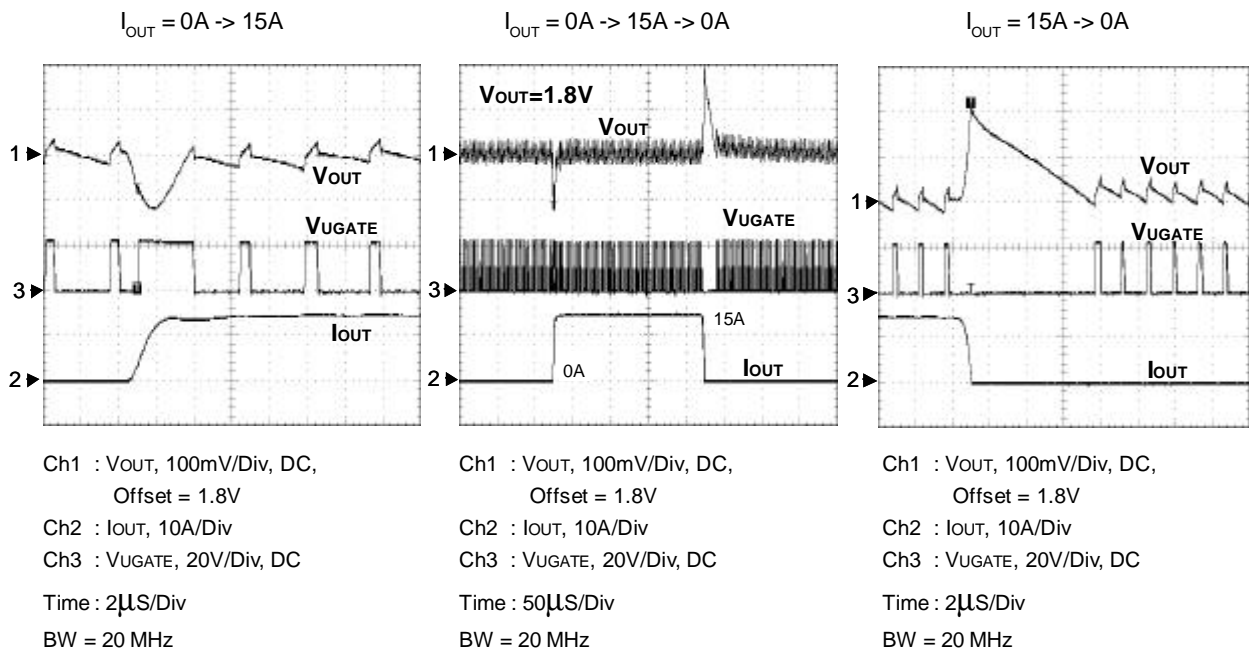 IOUT = 0A -> 15A
1
VOUT
VUGATE
3
IOUT
2
Ch1 : VOUT, 100mV/Div, DC,
Offset = 1.8V
Ch2 : IOUT, 10A/Div
Ch3 : VUGATE, 20V/Div, DC
Time : 2μS/Div
BW = 20 MHz
IOUT = 0A -> 15A -> 0A
VOUT=1.8V
VOUT
1
VUGATE
3
15A
0A
IOUT
2
Ch1 : VOUT, 100mV/Div, DC,
Offset = 1.8V
Ch2 : IOUT, 10A/Div
Ch3 : VUGATE, 20V/Div, DC
Time : 50μS/Div
BW = 20 MHz
IOUT = 15A -> 0A
VOUT
1
VUGATE
3
T
2
IOUT
Ch1 : VOUT, 100mV/Div, DC,
Offset = 1.8V
Ch2 : IOUT, 10A/Div
Ch3 : VUGATE, 20V/Div, DC
Time : 2μS/Div
BW = 20 MHz